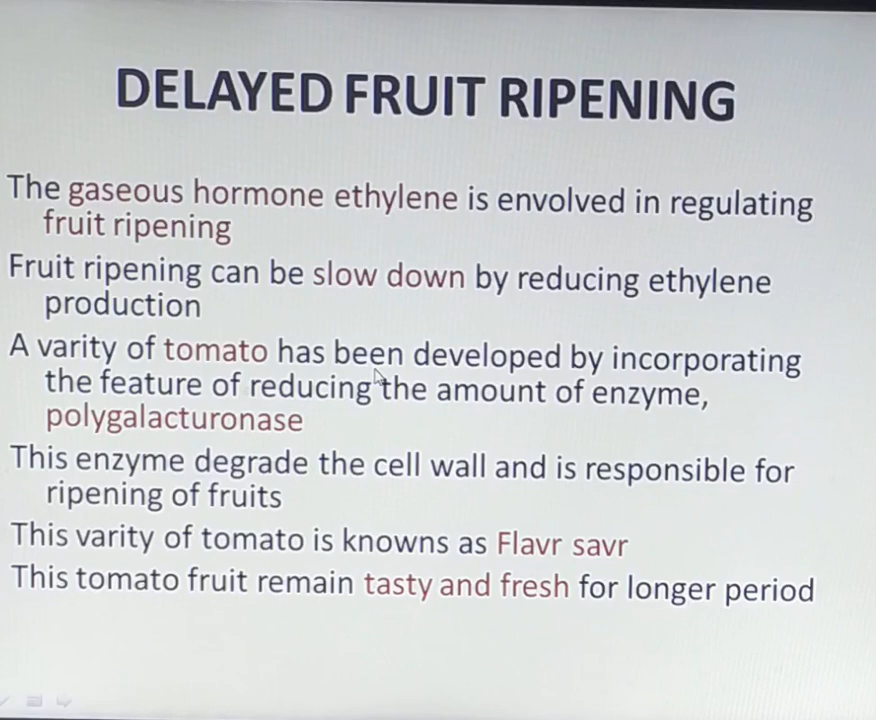 DELAYED FRUIT RIPENING
The gaseous hormone ethylene is envolved in regulating
fruit ripening
Fruit ripening can be slow down by reducing ethylene
production
A varity of tomato has been developed by incorporating
the feature of reducing the amount of enzyme,
polygalacturonase
This enzyme degrade the cell wall and is responsible for
ripening of fruits
This varity of tomato is knowns as Flavr savr
This tomato fruit remain tasty and fresh for longer period